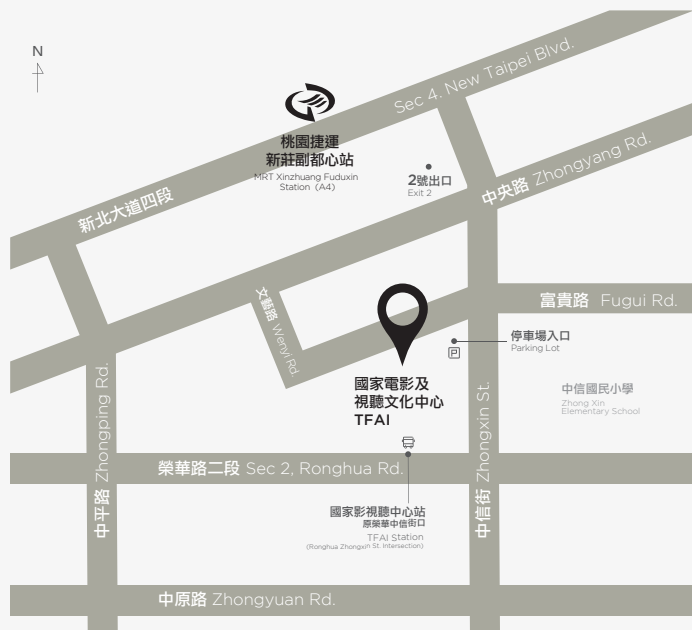 N
Sec 4. New Taipei Blvd.
桃園捷運
新莊副都心站
MRT Xinzhuang Fuduxin
Station (A4)
2號出口
Exit 2
中央路 Zhongyang Rd.
新北大道四段
文藝路 Wenyi Rd.
富貴路 Fugui Rd.
停車場入口
Parking Lot
P
國家電影及
視聽文化中心
TFAI
中信國民小學
Zhong Xin
Elementary School
中平路 Zhongping Rd.
中信街 Zhongxin St.
榮華路二段 Sec 2, Ronghua Rd.
國家影視聽中心站
原榮華中信街口
TFAI Station
(Ronghua Zhongxin St. Intersection)
中原路 Zhongyuan Rd.